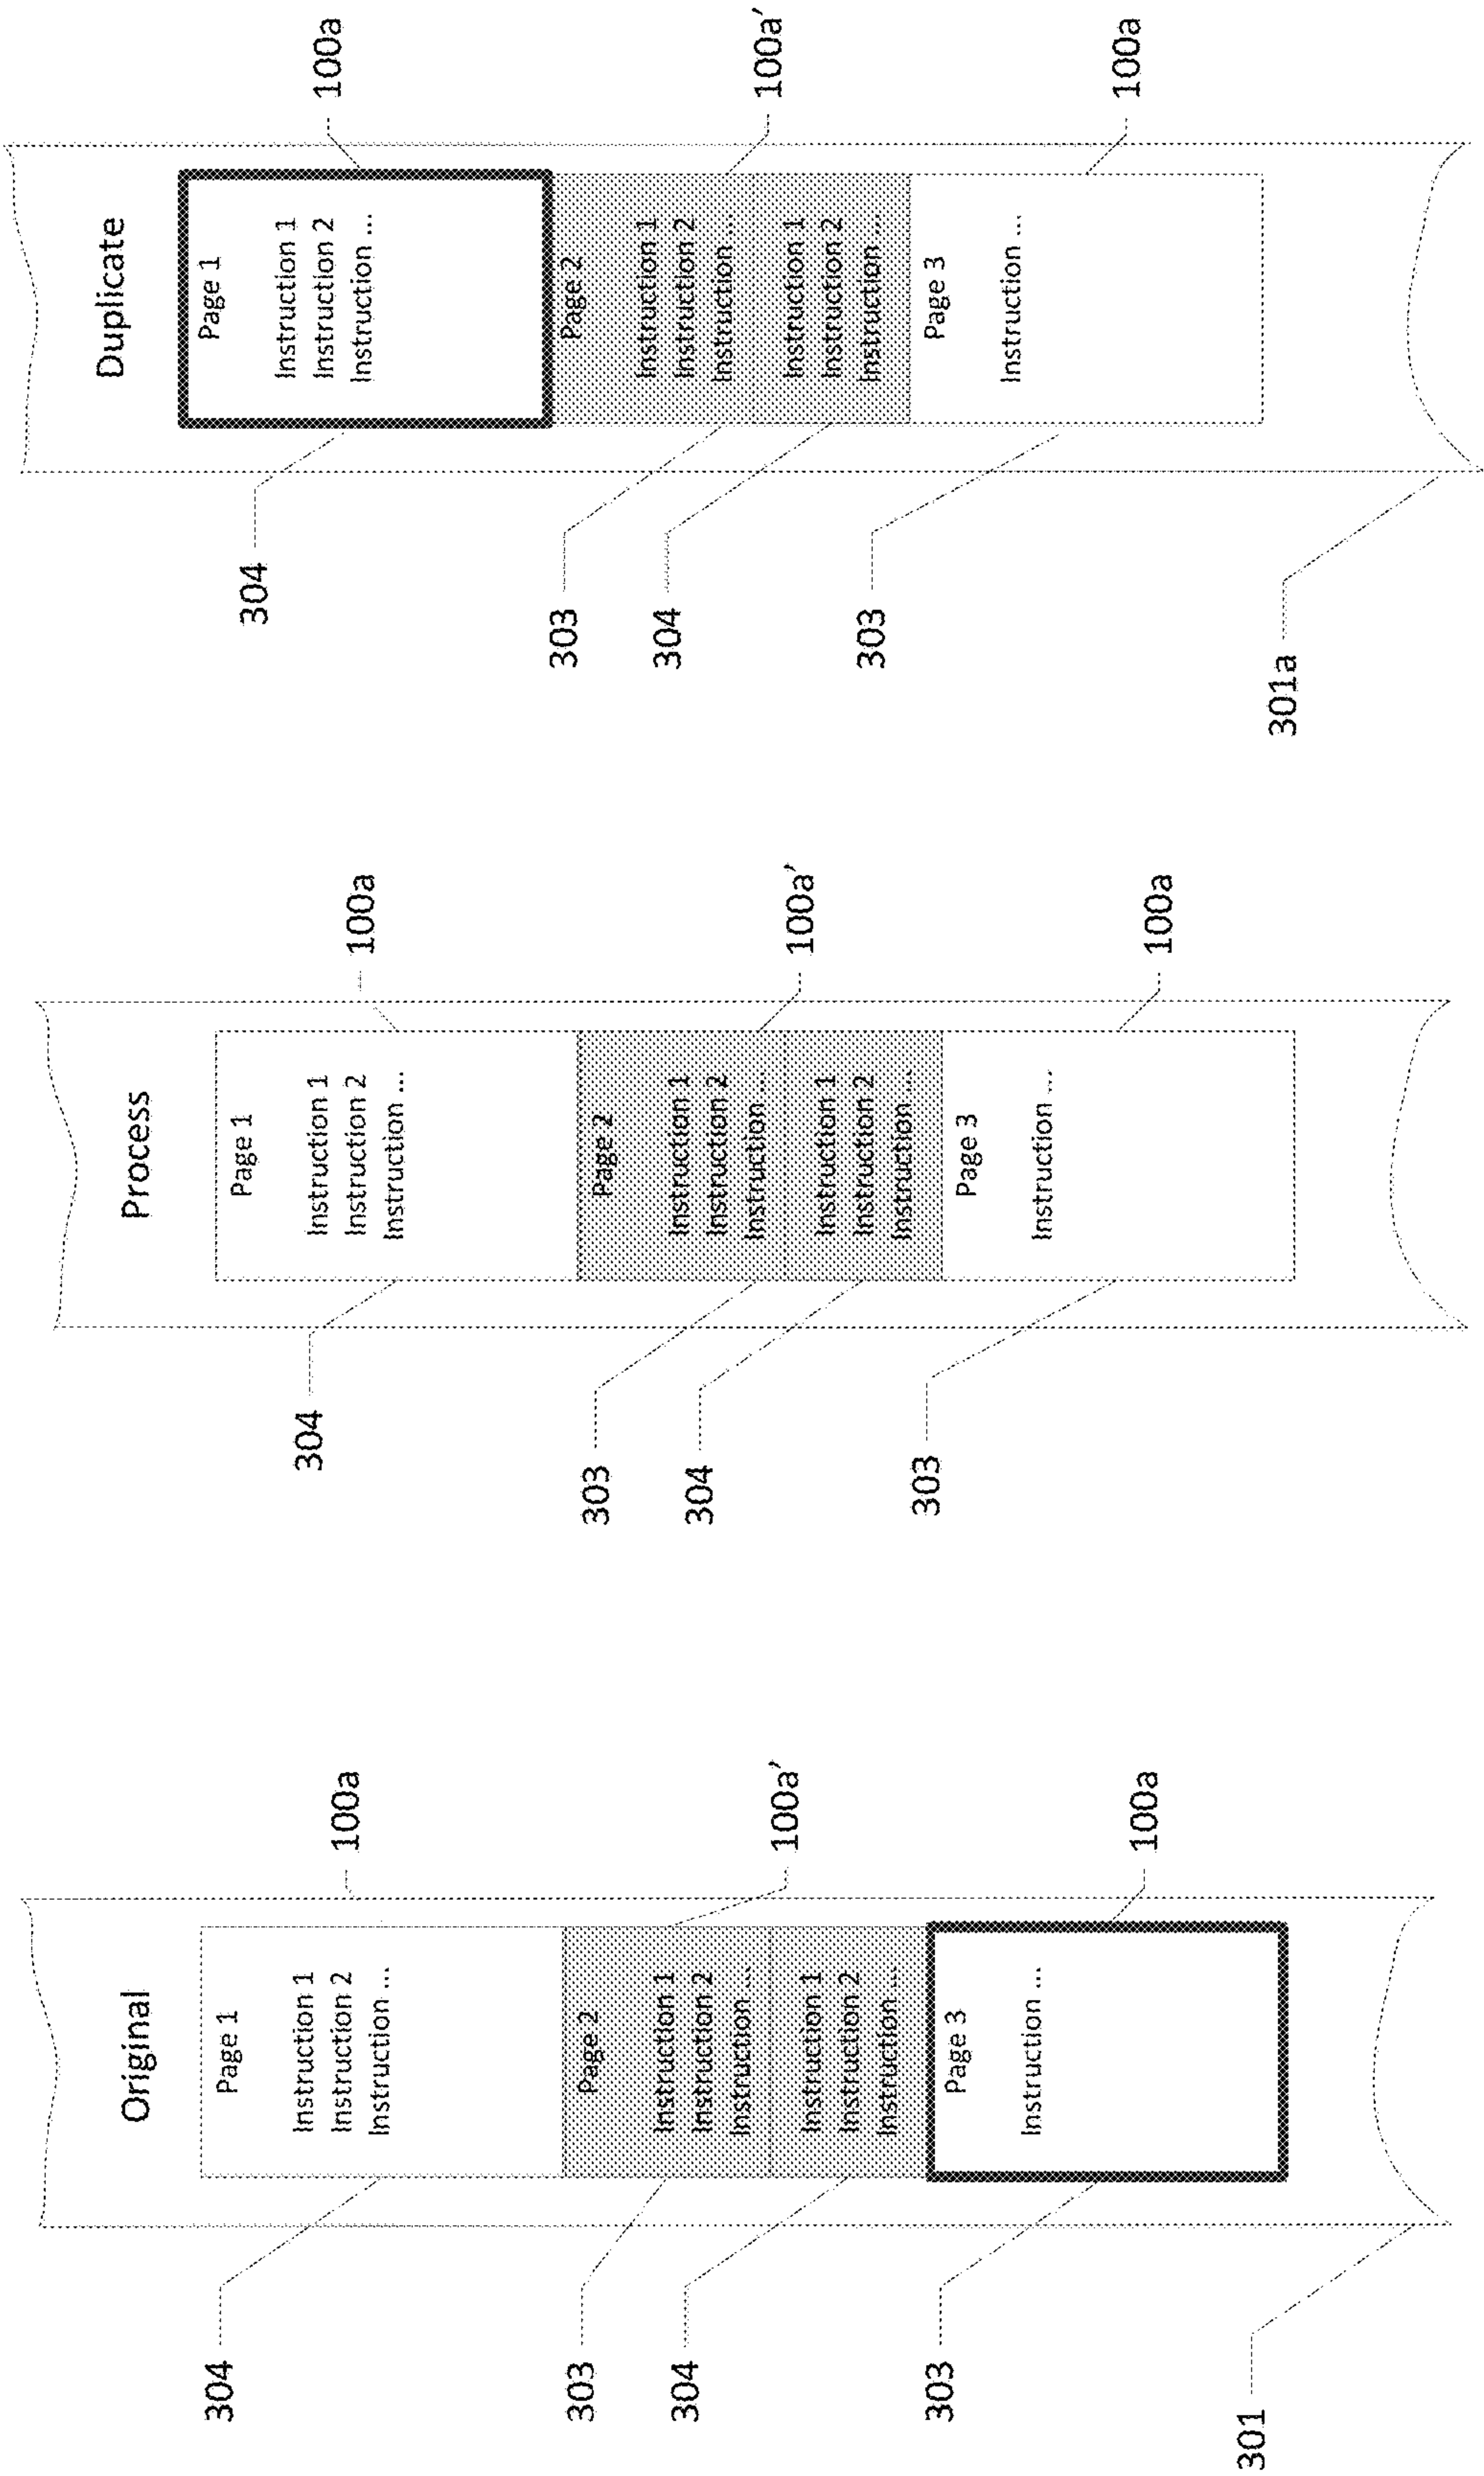 Original
Page 1
Instruction 1
Instruction 2
Instruction ...
Page 2
Instruction 1
Instruction 2
Instruction ...
Instruction 1
Instruction 2
Instruction ...
Page 3
Instruction ...
304
303
304
303
301
100a
100a'
100a
Process
Page 1
Instruction 1
Instruction 2
Instruction ...
Page 2
Instruction 1
Instruction 2
Instruction ...
Instruction 1
Instruction 2
Instruction ...
Page 3
Instruction ...
304
303
304
303
100a
100a'
100a
Duplicate
Page 1
Instruction 1
Instruction 2
Instruction ...
Page 2
Instruction 1
Instruction 2
Instruction ...
Instruction 1
Instruction 2
Instruction ...
Page 3
Instruction ...
304
303
304
303
301a
100a
100a'
100a